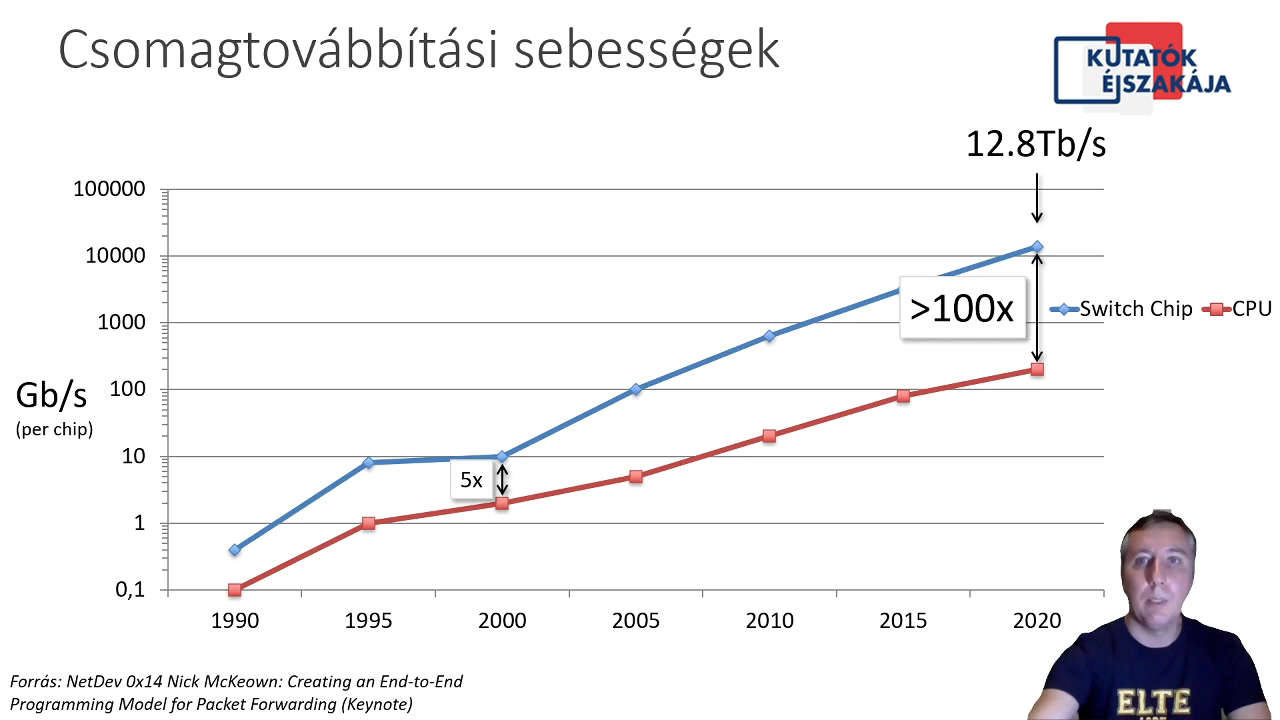 Csomagtovábbítási sebességek
KUTATÓK
ÉJSZAKÁJA
12.8Tb/s
100000
10000
1000
100
10
1
0,1
Gb/s
(per chip)
>100x
5x
Switch Chip
CPU
1990
1995
2000
2005
2010
2015
2020
Forrás: NetDev 0x14 Nick McKeown: Creating an End-to-End
Programming Model for Packet Forwarding (Keynote)
ELTE